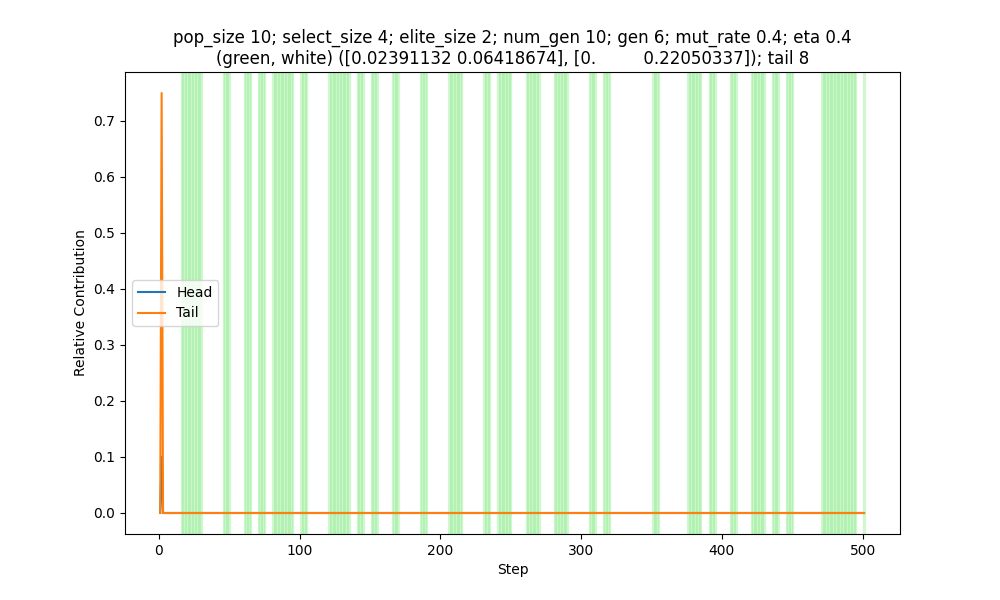 pop_size 10; select_size 4; elite_size 2; num_gen 10; gen 6; mut_rate 0.4; eta 0.4
(green, white) ([0.02391132 0.06418674], [0.         0.22050337]); tail 8
0.7
0.6
0.5
0.4
0.3
0.2
0.1
0.0
Relative Contribution
Head
Tail
0 100 200 300 400 500
Step